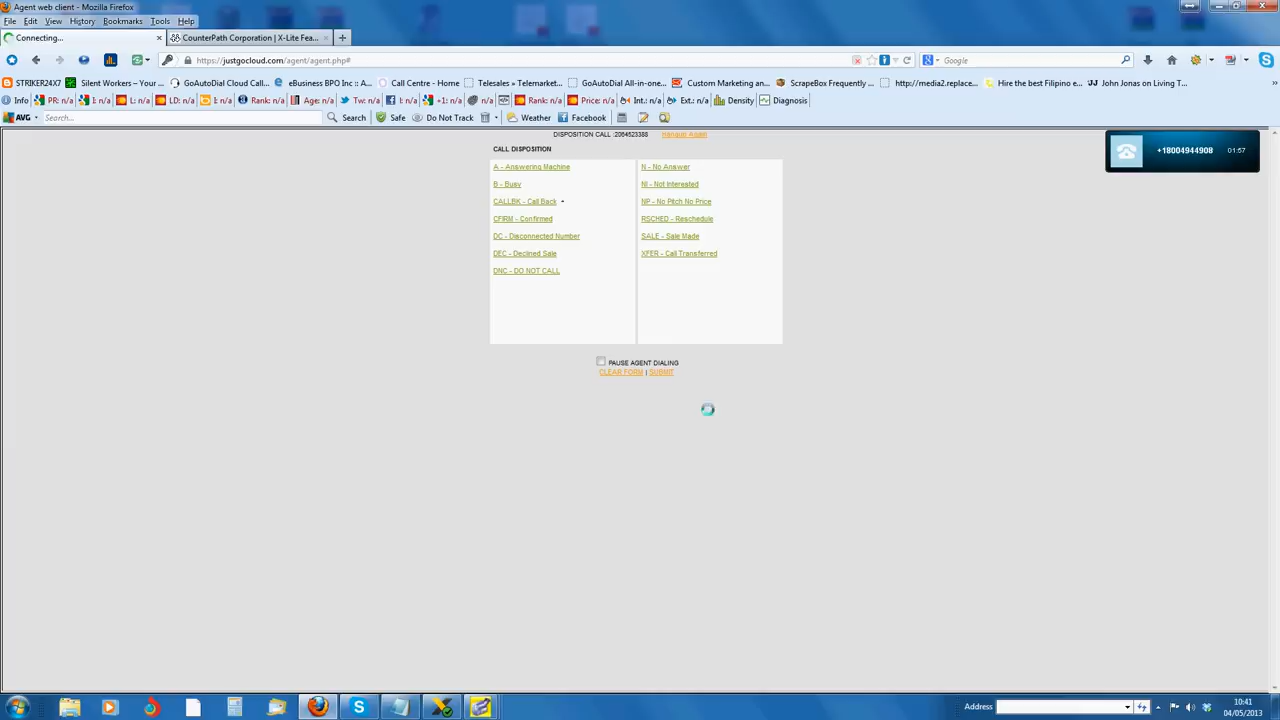 Agent web client - Mozilla Firefox
File Edit View History Bookmarks Tools Help
Connecting... CounterPath Corporation | X-Lite Fea...
https://justgocloud.com/agent/agent.php# Google
STRIKER24X7 Silent Workers – Your ... AutoDial Cloud Call... eBusiness BPO Inc :: A... Call Centre - Home Telesales » Telemarket... GoAutoDial All-in-one... Custom Marketing an... ScrapeBox Frequently ... http://media2.replace... Hire the best Filipino e... JJ John Jonas on Living T...
Info PR: n/a I: n/a L: n/a LD: n/a I: n/a Rank: n/a Age: n/a Tw: n/a I: n/a +1: n/a n/a Rank: n/a Price: n/a Int.: n/a Ext.: n/a Density Diagnosis
AVG Search... Search Safe Do Not Track Weather Facebook
DISPOSITION CALL :2064523385 Hangup Again
CALL DISPOSITION
+18004944908 01:57
A - Answering Machine N - No Answer
B - Busy NI - Not Interested
CALLBK - Call Back NP - No Pitch No Price
CFIRM - Confirmed RSCHED - Reschedule
DC - Disconnected Number SALE - Sale Made
DEC - Declined Sale XFER - Call Transferred
DNC - DO NOT CALL
PAUSE AGENT DIALING
CLEAR FORM | SUBMIT
Address 10:41
04/05/2013